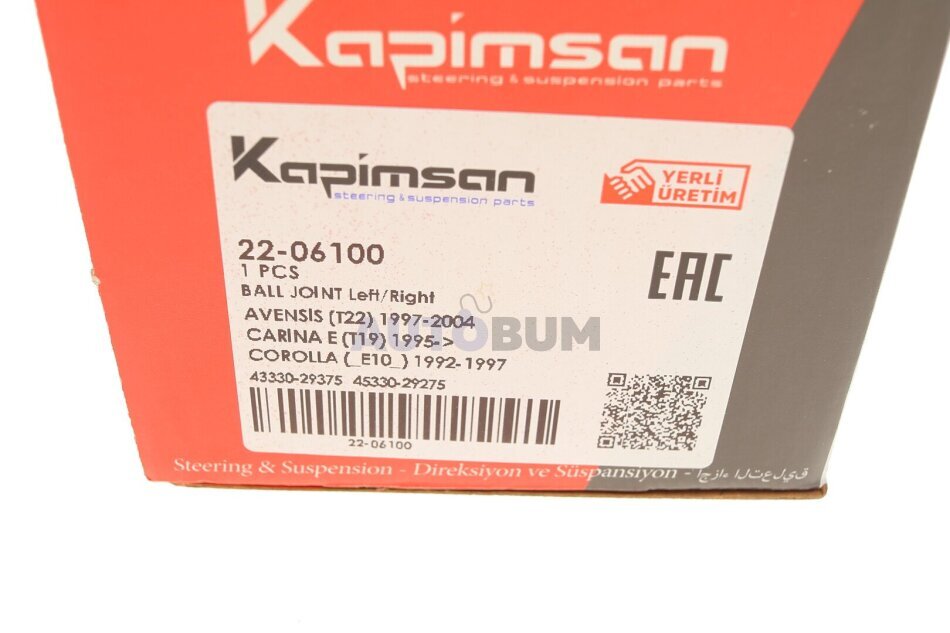 Kapimsan
steering & suspension parts
Kapimsan
steering & suspension parts
YERLİ
ÜRETİM
22-06100
1 PCS
BALL JOINT Left/Right
EAC
AVENSIS (T22) 1997-2004
CARINA E (T19) 1995->
AUTOBUM
COROLLA (_E10_) 1992-1997
43330-29375 45330-29275
22-06100
Steering & Suspension - Direksiyon ve Süspansiyon - اجزاء التعليق